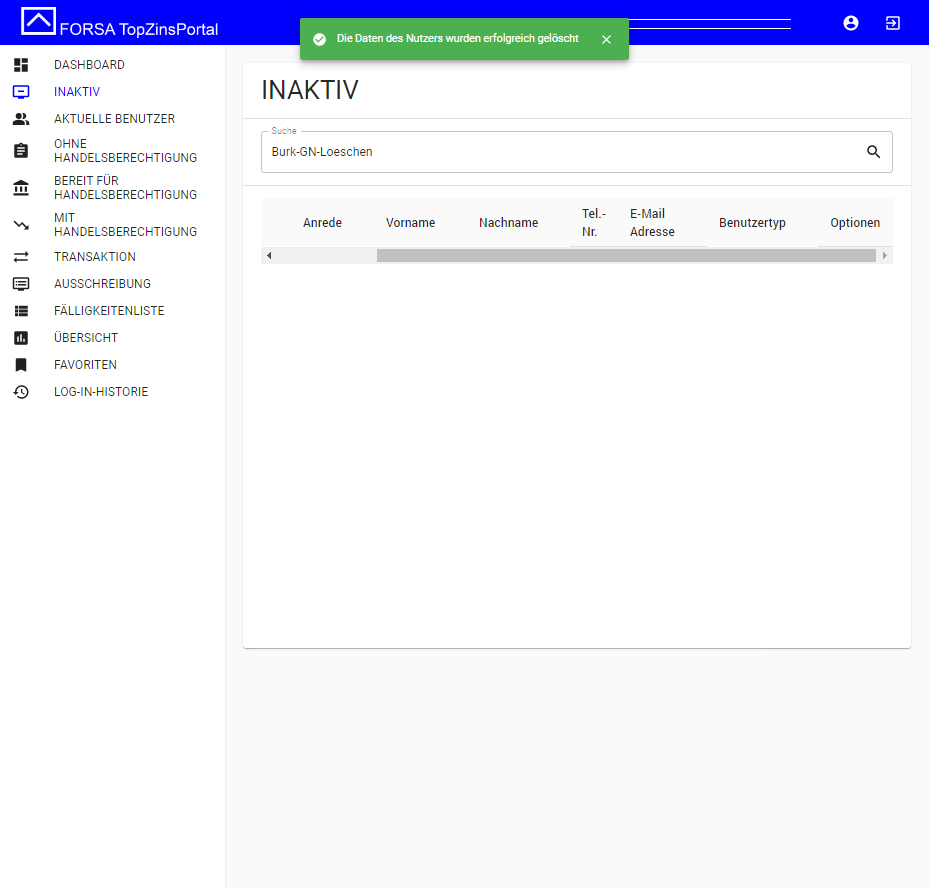 FORSA TopZinsPortal
Die Daten des Nutzers wurden erfolgreich gelöscht
DASHBOARD
INAKTIV
AKTUELLE BENUTZER
OHNE
HANDELSBERECHTIGUNG
BEREIT FÜR
HANDELSBERECHTIGUNG
MIT
HANDELSBERECHTIGUNG
TRANSAKTION
AUSSCHREIBUNG
FÄLLIGKEITENLISTE
ÜBERSICHT
FAVORITEN
LOG-IN-HISTORIE
INAKTIV
Suche
Burk-GN-Loeschen
Anrede Vorname Nachname Tel.- E-Mail Benutzertyp Optionen
Nr. Adresse